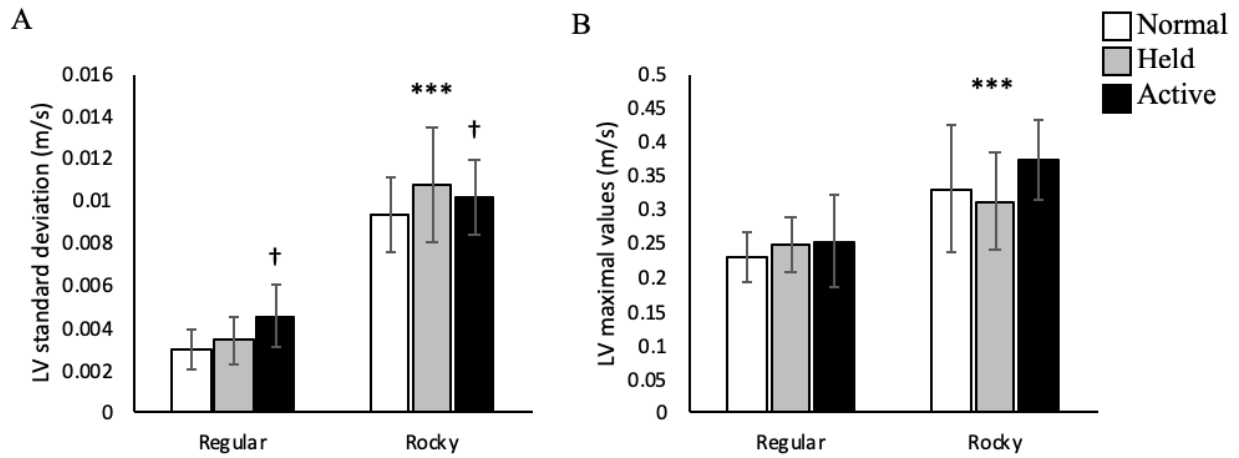 A
LV standard deviation (m/s)
0.016
0.014
0.012
0.01
0.008
0.006
0.004
0.002
0
***
†
†
Regular
Rocky
B
LV maximal values (m/s)
0.5
0.45
0.4
0.35
0.3
0.25
0.2
0.15
0.1
0.05
0
***
Regular
Rocky
Normal
Held
Active